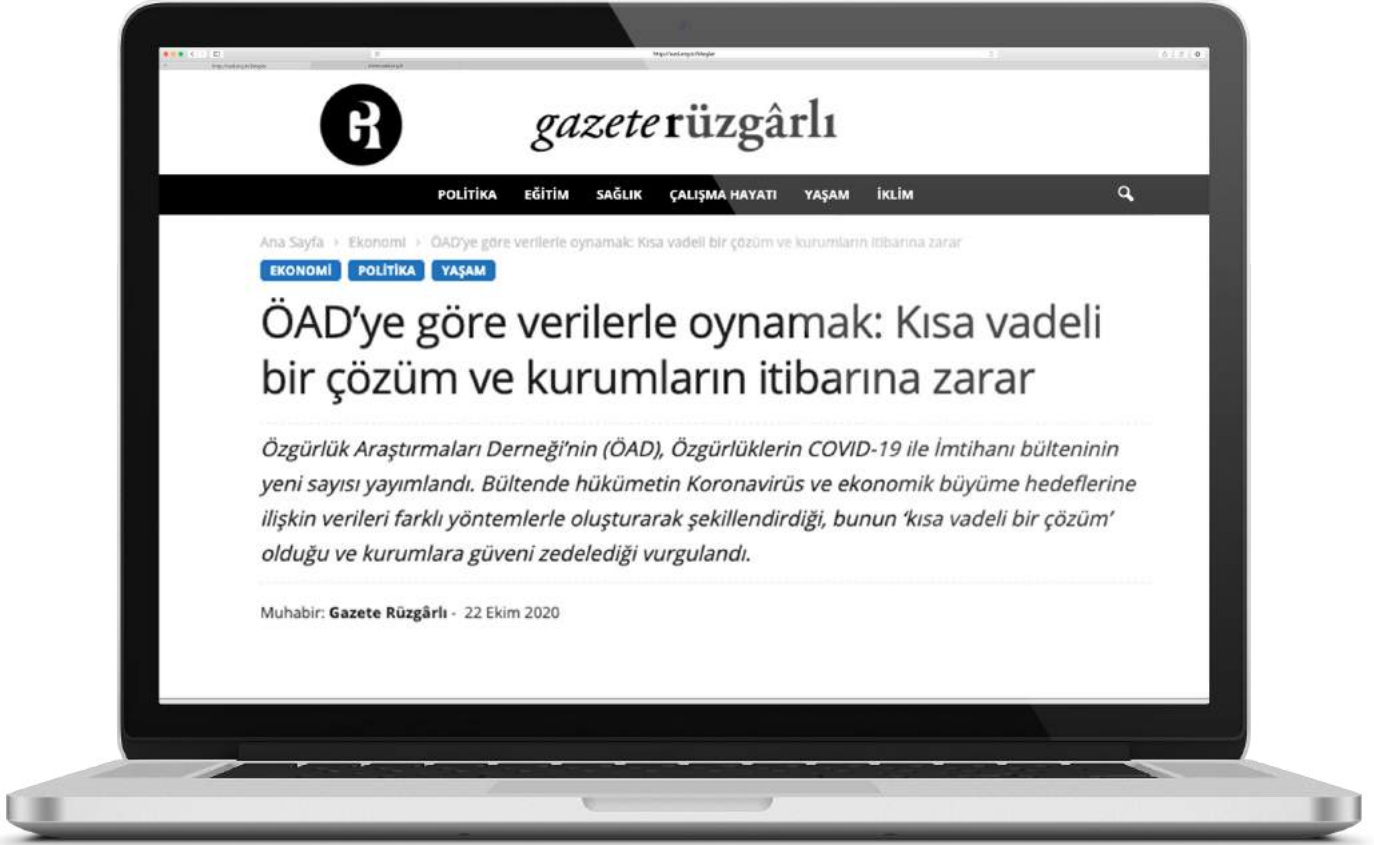 gazete rüzgârlı
POLİTİKA EĞİTİM SAĞLIK ÇALIŞMA HAYATI YAŞAM İKLİM
Ana Sayfa › Ekonomi › ÖAD'ye göre verilerle oynamak: Kısa vadeli bir çözüm ve kurumların itibarına zarar
EKONOMİ POLİTİKA YAŞAM
ÖAD’ye göre verilerle oynamak: Kısa vadeli
bir çözüm ve kurumların itibarına zarar
Özgürlük Araştırmaları Derneği’nin (ÖAD), Özgürlüklerin COVID-19 ile İmtihanı bülteninin
yeni sayısı yayımlandı. Bültende hükümetin Koronavirüs ve ekonomik büyüme hedeflerine
ilişkin verileri farklı yöntemlerle oluşturarak şekillendirdiği, bunun ‘kısa vadeli bir çözüm’
olduğu ve kurumlara güveni zedelediği vurgulandı.
Muhabir: Gazete Rüzgârlı - 22 Ekim 2020